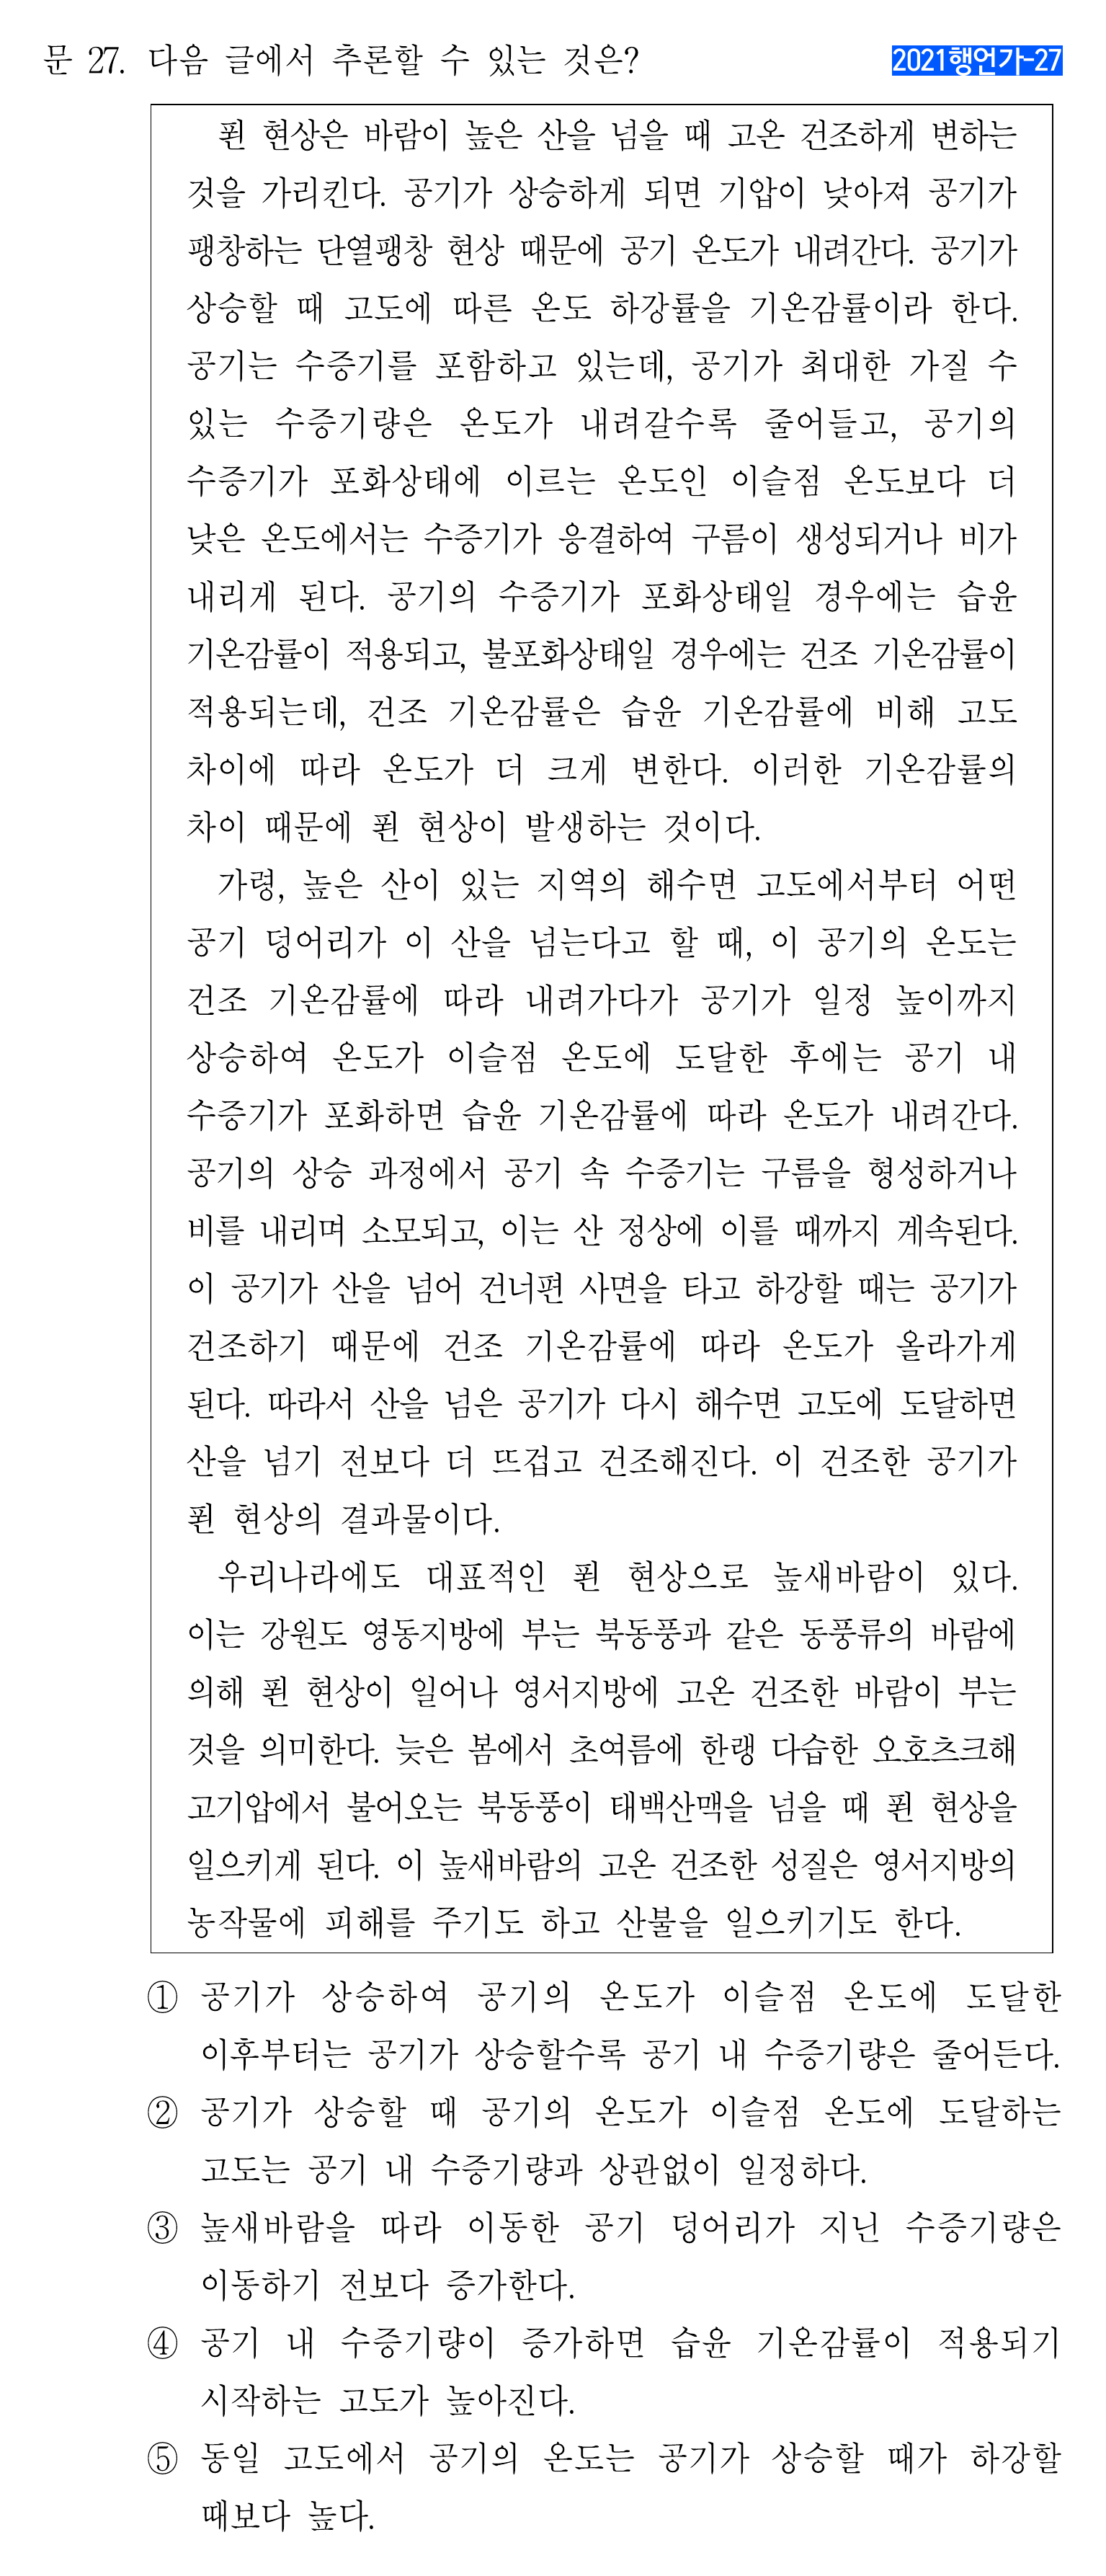 문 27. 다음 글에서 추론할 수 있는 것은?
2021행언가-27
푄 현상은 바람이 높은 산을 넘을 때 고온 건조하게 변하는
것을 가리킨다. 공기가 상승하게 되면 기압이 낮아져 공기가
팽창하는 단열팽창 현상 때문에 공기 온도가 내려간다. 공기가
상승할 때 고도에 따른 온도 하강률을 기온감률이라 한다.
공기는 수증기를 포함하고 있는데, 공기가 최대한 가질 수
있는 수증기량은 온도가 내려갈수록 줄어들고, 공기의
수증기가 포화상태에 이르는 온도인 이슬점 온도보다 더
낮은 온도에서는 수증기가 응결하여 구름이 생성되거나 비가
내리게 된다. 공기의 수증기가 포화상태일 경우에는 습윤
기온감률이 적용되고, 불포화상태일 경우에는 건조 기온감률이
적용되는데, 건조 기온감률은 습윤 기온감률에 비해 고도
차이에 따라 온도가 더 크게 변한다. 이러한 기온감률의
차이 때문에 푄 현상이 발생하는 것이다.
가령, 높은 산이 있는 지역의 해수면 고도에서부터 어떤
공기 덩어리가 이 산을 넘는다고 할 때, 이 공기의 온도는
건조 기온감률에 따라 내려가다가 공기가 일정 높이까지
상승하여 온도가 이슬점 온도에 도달한 후에는 공기 내
수증기가 포화하면 습윤 기온감률에 따라 온도가 내려간다.
공기의 상승 과정에서 공기 속 수증기는 구름을 형성하거나
비를 내리며 소모되고, 이는 산 정상에 이를 때까지 계속된다.
이 공기가 산을 넘어 건너편 사면을 타고 하강할 때는 공기가
건조하기 때문에 건조 기온감률에 따라 온도가 올라가게
된다. 따라서 산을 넘은 공기가 다시 해수면 고도에 도달하면
산을 넘기 전보다 더 뜨겁고 건조해진다. 이 건조한 공기가
푄 현상의 결과물이다.
우리나라에도 대표적인 푄 현상으로 높새바람이 있다.
이는 강원도 영동지방에 부는 북동풍과 같은 동풍류의 바람에
의해 푄 현상이 일어나 영서지방에 고온 건조한 바람이 부는
것을 의미한다. 늦은 봄에서 초여름에 한랭 다습한 오호츠크해
고기압에서 불어오는 북동풍이 태백산맥을 넘을 때 푄 현상을
일으키게 된다. 이 높새바람의 고온 건조한 성질은 영서지방의
농작물에 피해를 주기도 하고 산불을 일으키기도 한다.
① 공기가 상승하여 공기의 온도가 이슬점 온도에 도달한
이후부터는 공기가 상승할수록 공기 내 수증기량은 줄어든다.
② 공기가 상승할 때 공기의 온도가 이슬점 온도에 도달하는
고도는 공기 내 수증기량과 상관없이 일정하다.
③ 높새바람을 따라 이동한 공기 덩어리가 지닌 수증기량은
이동하기 전보다 증가한다.
④ 공기 내 수증기량이 증가하면 습윤 기온감률이 적용되기
시작하는 고도가 높아진다.
⑤ 동일 고도에서 공기의 온도는 공기가 상승할 때가 하강할
때보다 높다.